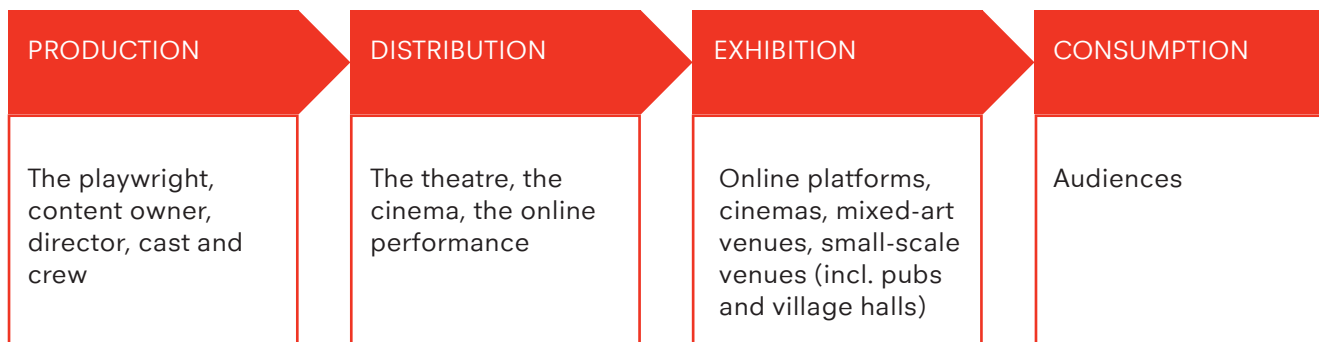 PRODUCTION
The playwright,
content owner,
director, cast and
crew
DISTRIBUTION
The theatre, the
cinema, the online
performance
EXHIBITION
Online platforms,
cinemas, mixed-art
venues, small-scale
venues (incl. pubs
and village halls)
CONSUMPTION
Audiences